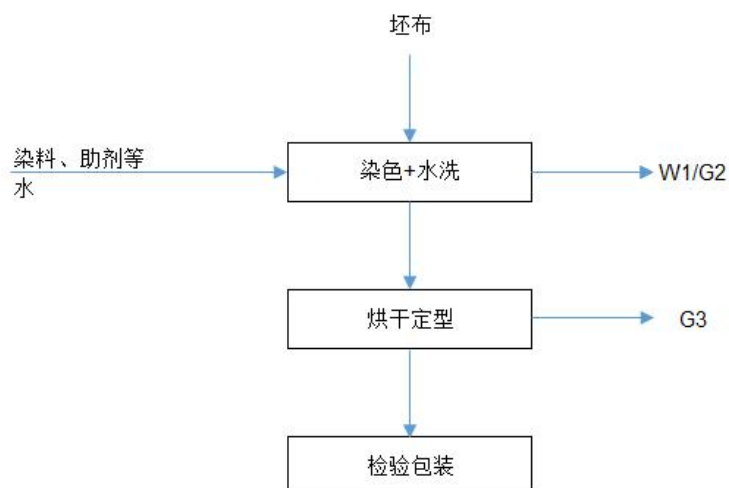 坯布
染料、助剂等
水
染色+水洗
W1/G2
烘干定型
G3
检验包装